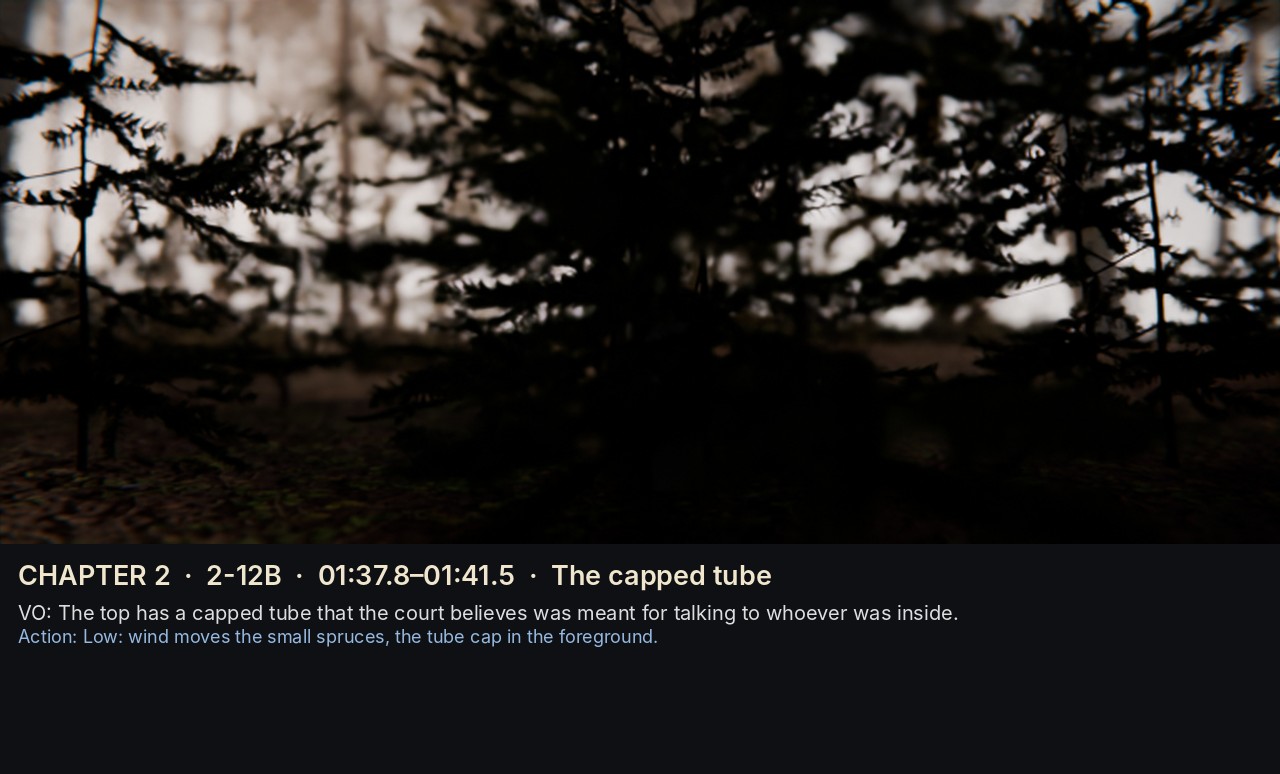 CHAPTER 2 · 2-12B · 01:37.8–01:41.5 · The capped tube
VO: The top has a capped tube that the court believes was meant for talking to whoever was inside.
Action: Low: wind moves the small spruces, the tube cap in the foreground.